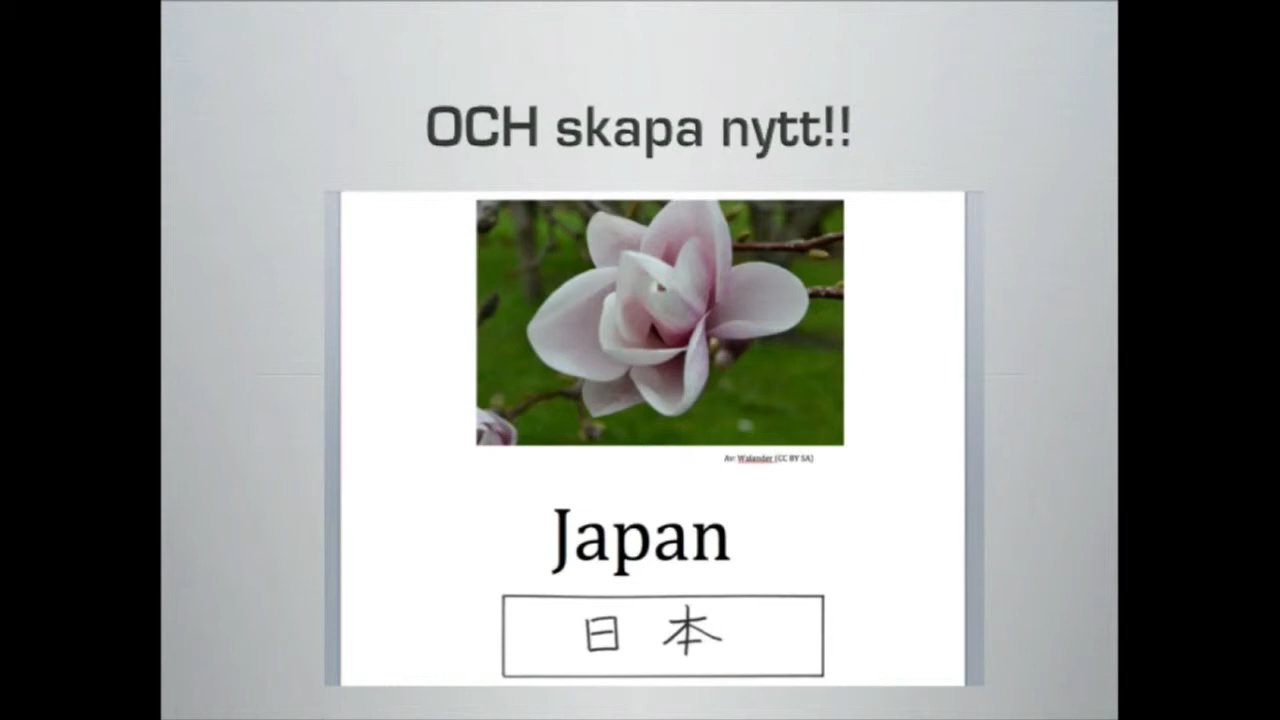 OCH skapa nytt!!
Av: Walander (CC BY SA)
Japan
日 本